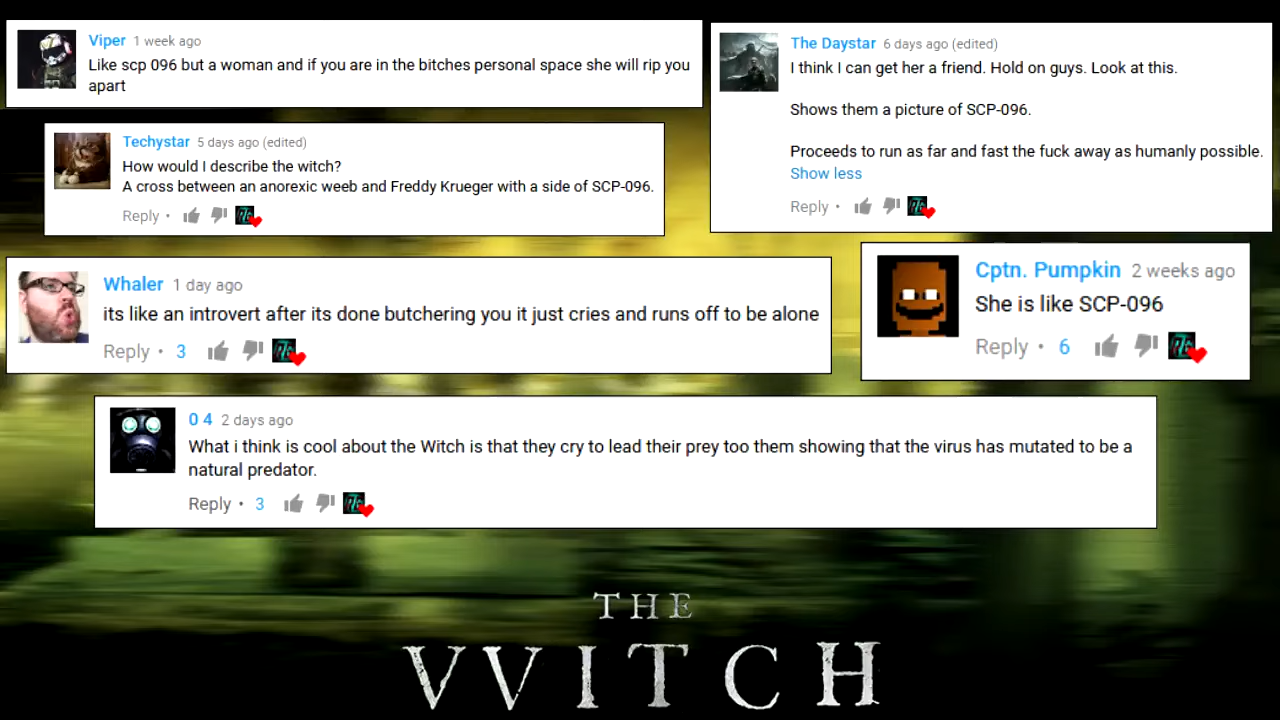 Viper 1 week ago
Like scp 096 but a woman and if you are in the bitches personal space she will rip you
apart
The Daystar 6 days ago (edited)
I think I can get her a friend. Hold on guys. Look at this.
Shows them a picture of SCP-096.
Proceeds to run as far and fast the fuck away as humanly possible.
Show less
Reply •
Techystar 5 days ago (edited)
How would I describe the witch?
A cross between an anorexic weeb and Freddy Krueger with a side of SCP-096.
Reply •
Whaler 1 day ago
its like an introvert after its done butchering you it just cries and runs off to be alone
Reply • 3
Cptn. Pumpkin 2 weeks ago
She is like SCP-096
Reply • 6
0 4 2 days ago
What i think is cool about the Witch is that they cry to lead their prey too them showing that the virus has mutated to be a
natural predator.
Reply • 3
THE
VVITCH